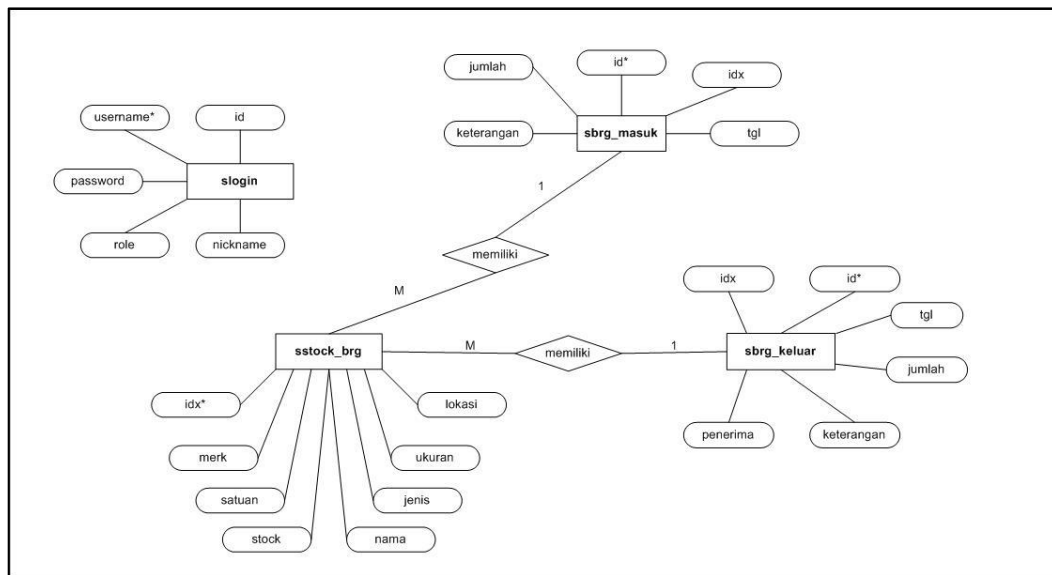 jumlah
id*
idx
keterangan
sbrg_masuk
tgl
username*
id
password
slogin
role
nickname
1
memiliki
M
sstock_brg
M
memiliki
1
sbrg_keluar
idx
id*
tgl
jumlah
penerima
keterangan
idx*
lokasi
merk
ukuran
satuan
jenis
stock
nama